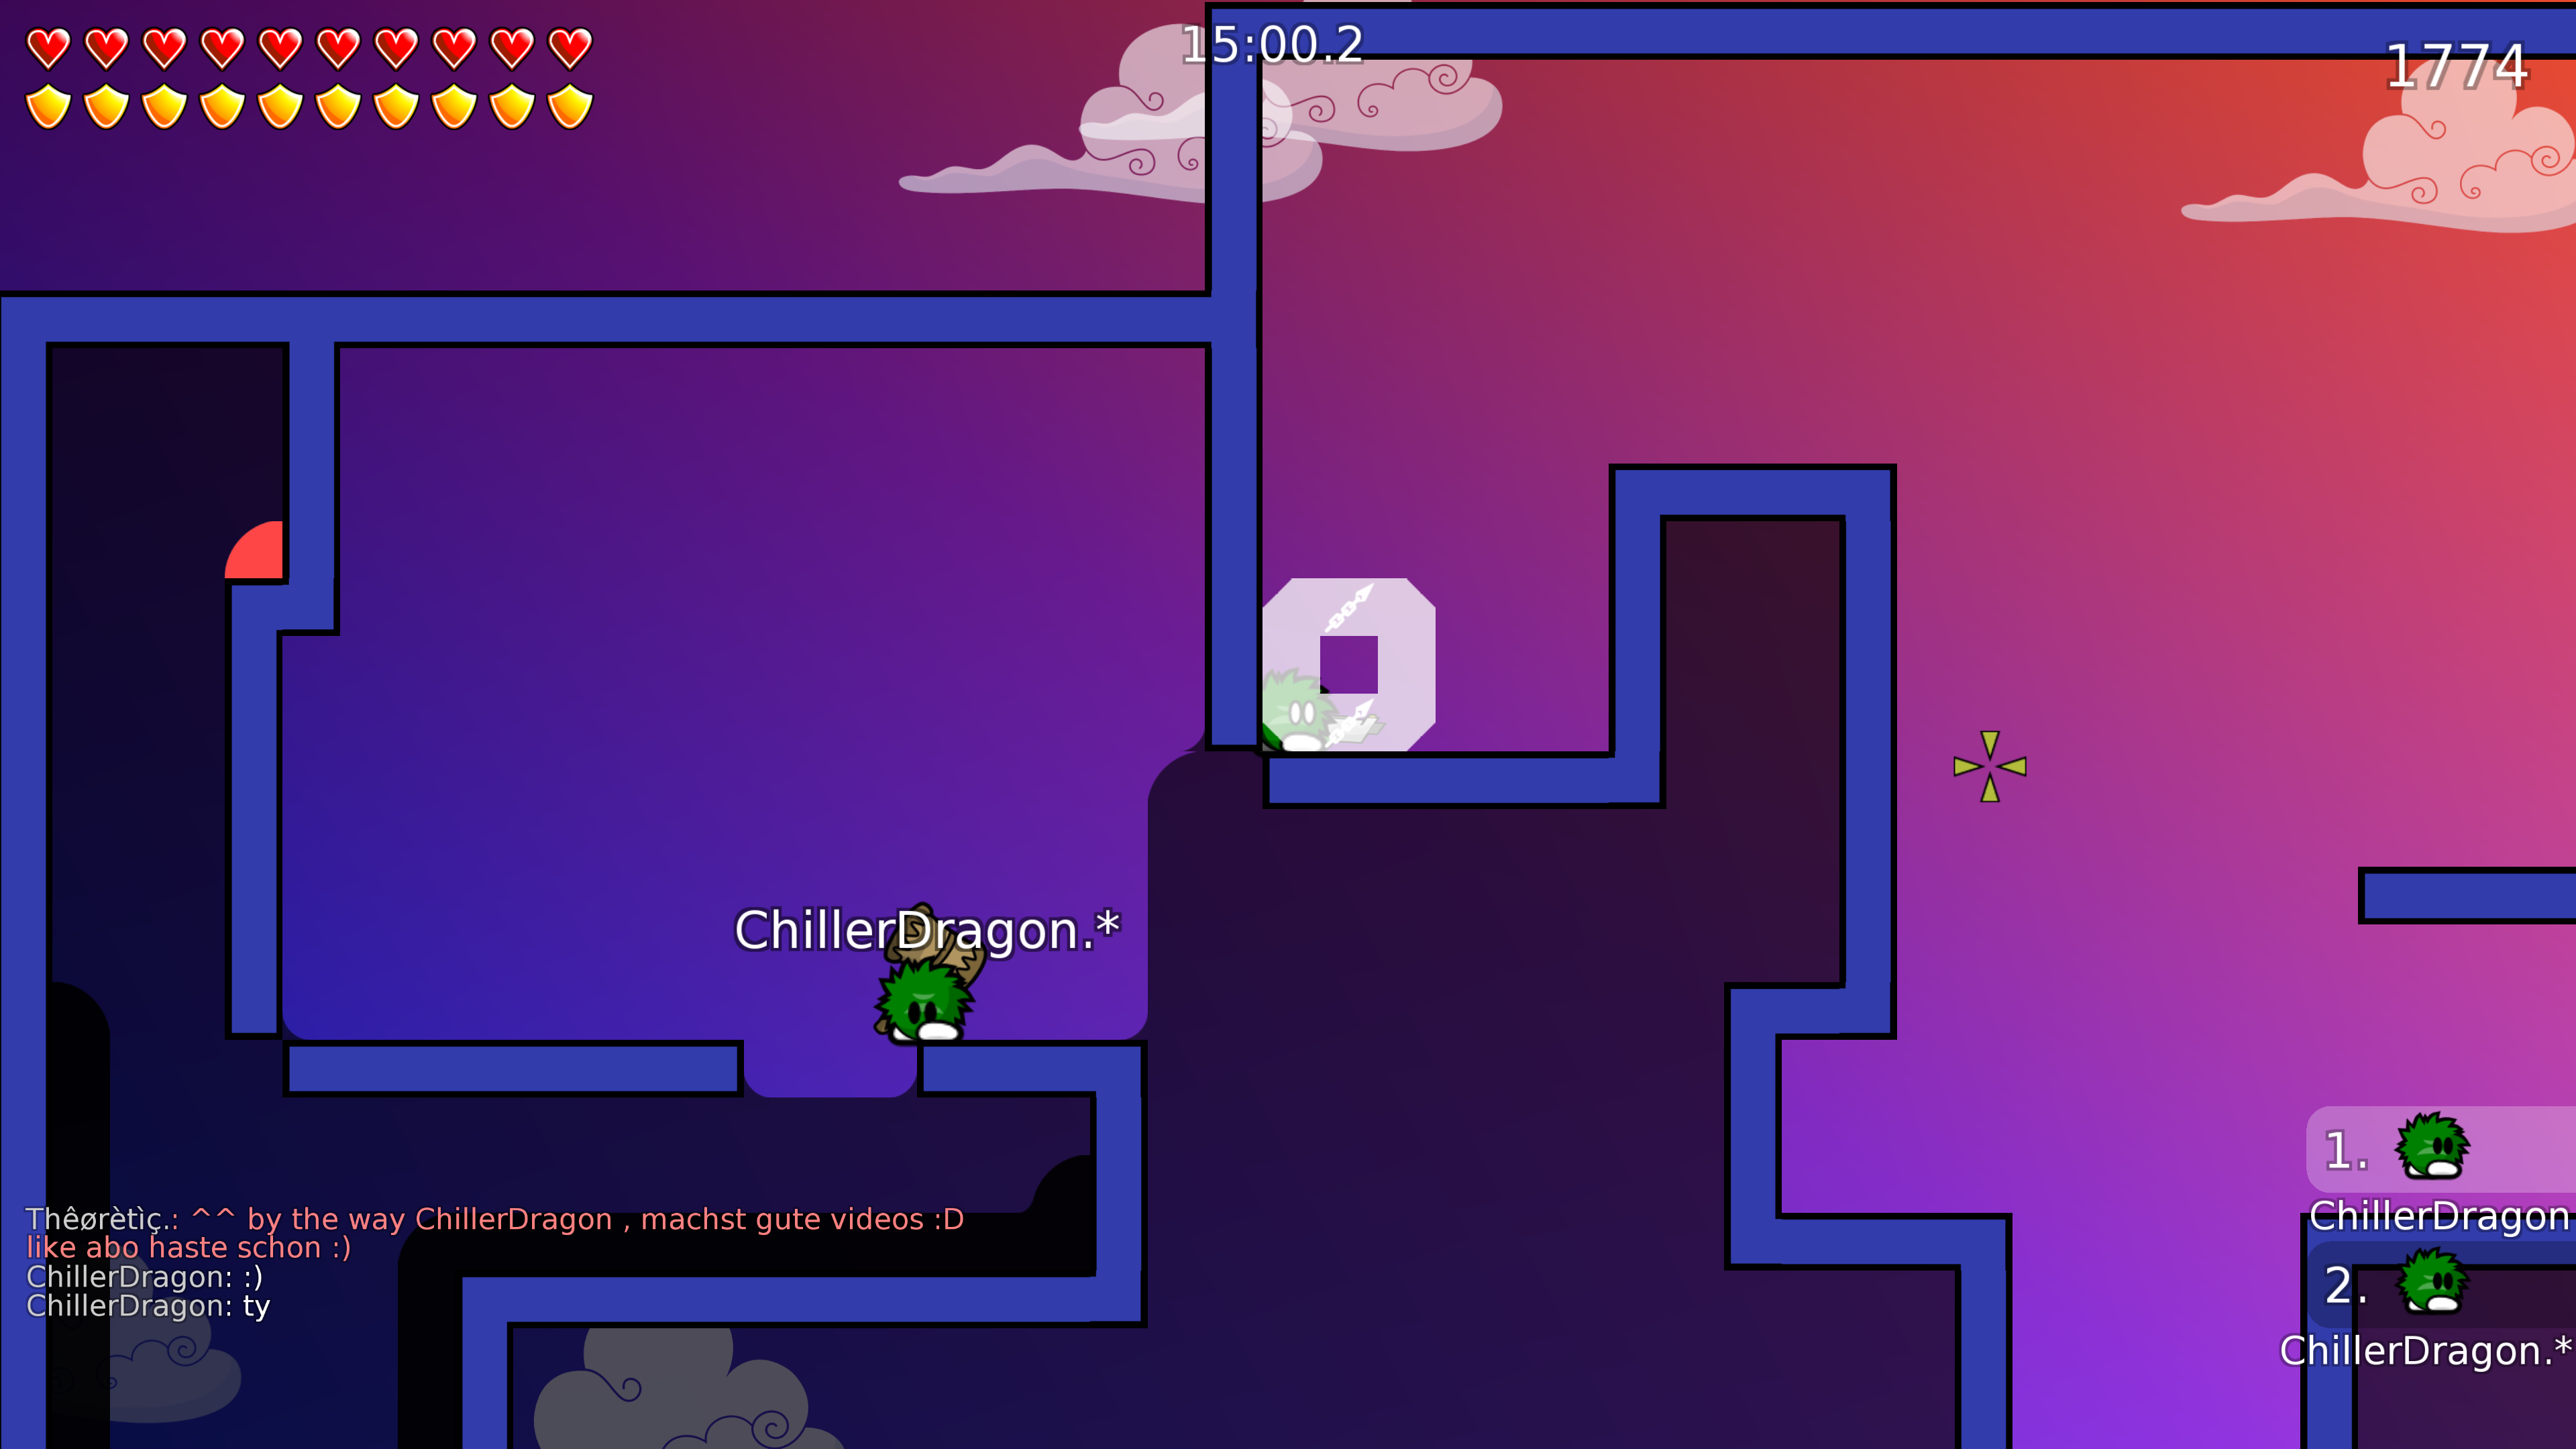 15:00.2
1774
ChillerDragon.*
Thêørètìç.: ^^ by the way ChillerDragon , machst gute videos :D
like abo haste schon :)
ChillerDragon: :)
ChillerDragon: ty
1.
ChillerDragon
2.
ChillerDragon.*